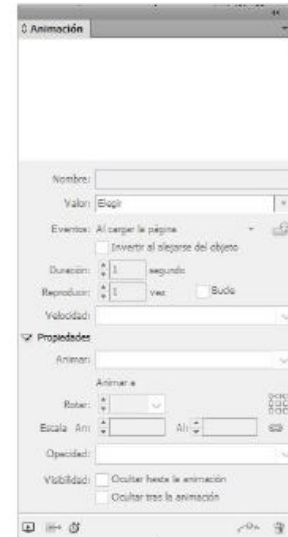 Animación
Nombre:
Valor: Elegir
Eventos: Al cargar la página
Invertir al alejarse del objeto
Duración: 1 segundo
Reproducir: 1 vez Bucle
Velocidad:
Propiedades
Animar:
Animar a
Rotar:
Escala An: Al:
Opacidad:
Visibilidad: Ocultar hasta la animación
Ocultar tras la animación